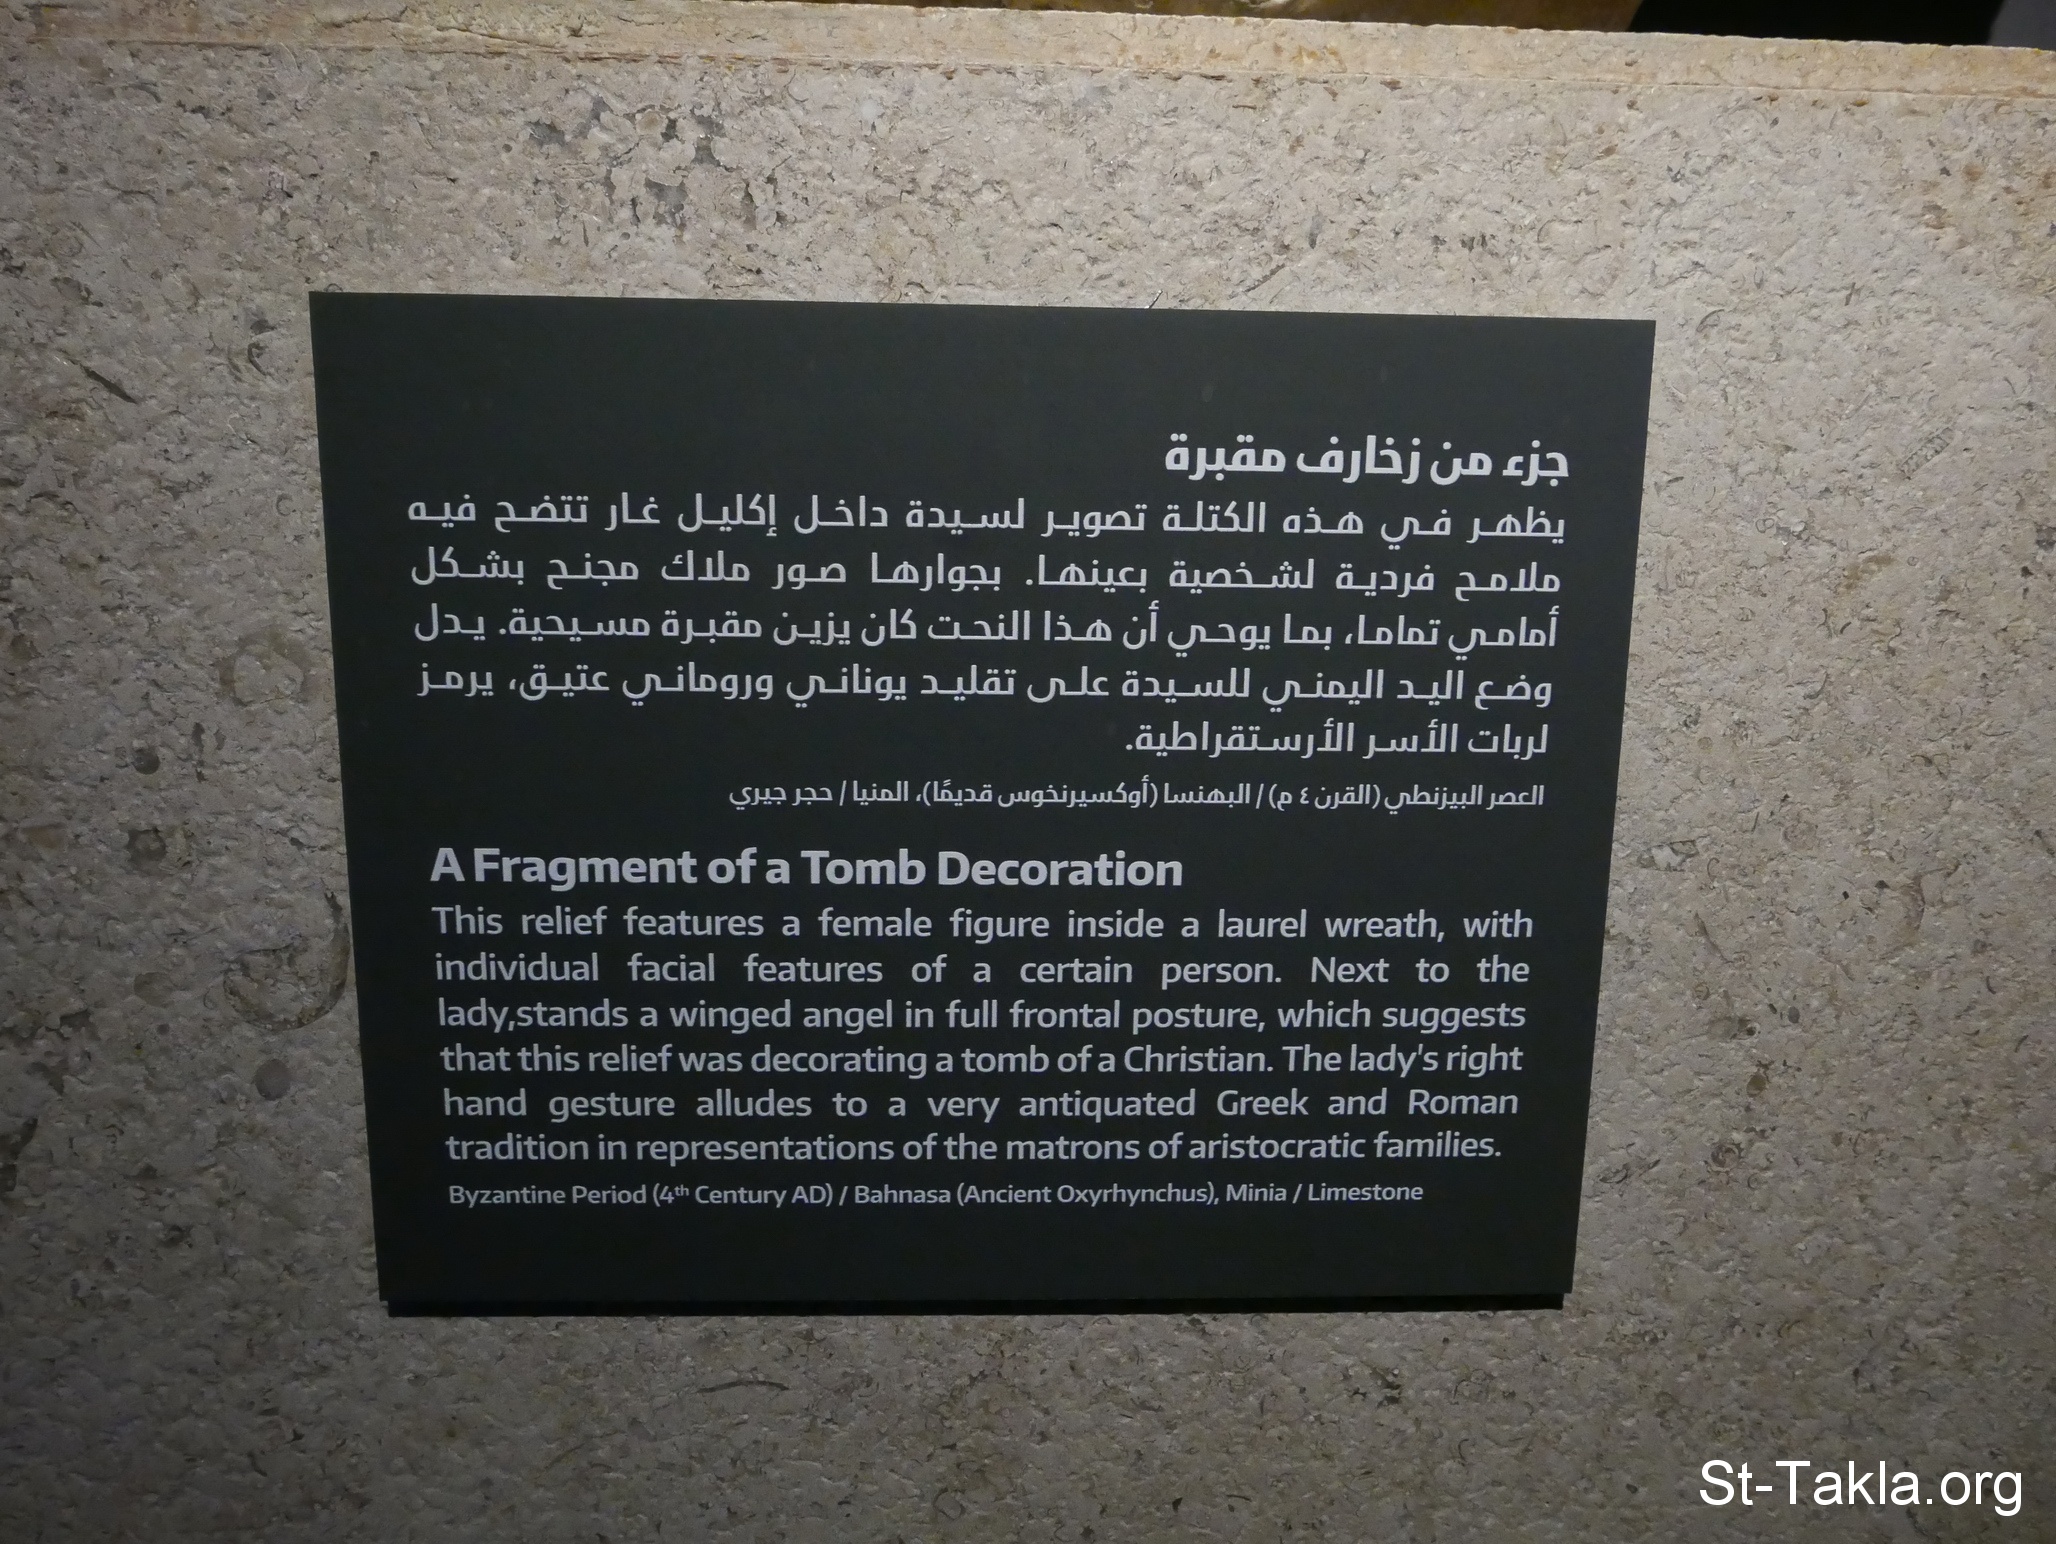 جزء من زخارف مقبرة
يظهر في هذه الكتلة تصوير لسيدة داخل إكليل غار تتضح فيه
ملامح فردية لشخصية بعينها. بجوارها صور ملاك مجنح بشكل
أمامي تماما، بما يوحي أن هذا النحت كان يزين مقبرة مسيحية. يدل
وضع اليد اليمني للسيدة على تقليد يوناني وروماني عتيق، يرمز
لربات الأسر الأرستقراطية.
العصر البيزنطي (القرن ٤ م) / البهنسا (أوكسيرنخوس قديمًا)، المنيا / حجر جيري
A Fragment of a Tomb Decoration
This relief features a female figure inside a laurel wreath, with
individual facial features of a certain person. Next to the
lady,stands a winged angel in full frontal posture, which suggests
that this relief was decorating a tomb of a Christian. The lady's right
hand gesture alludes to a very antiquated Greek and Roman
tradition in representations of the matrons of aristocratic families.
Byzantine Period (4th Century AD) / Bahnasa (Ancient Oxyrhynchus), Minia / Limestone
St-Takla.org